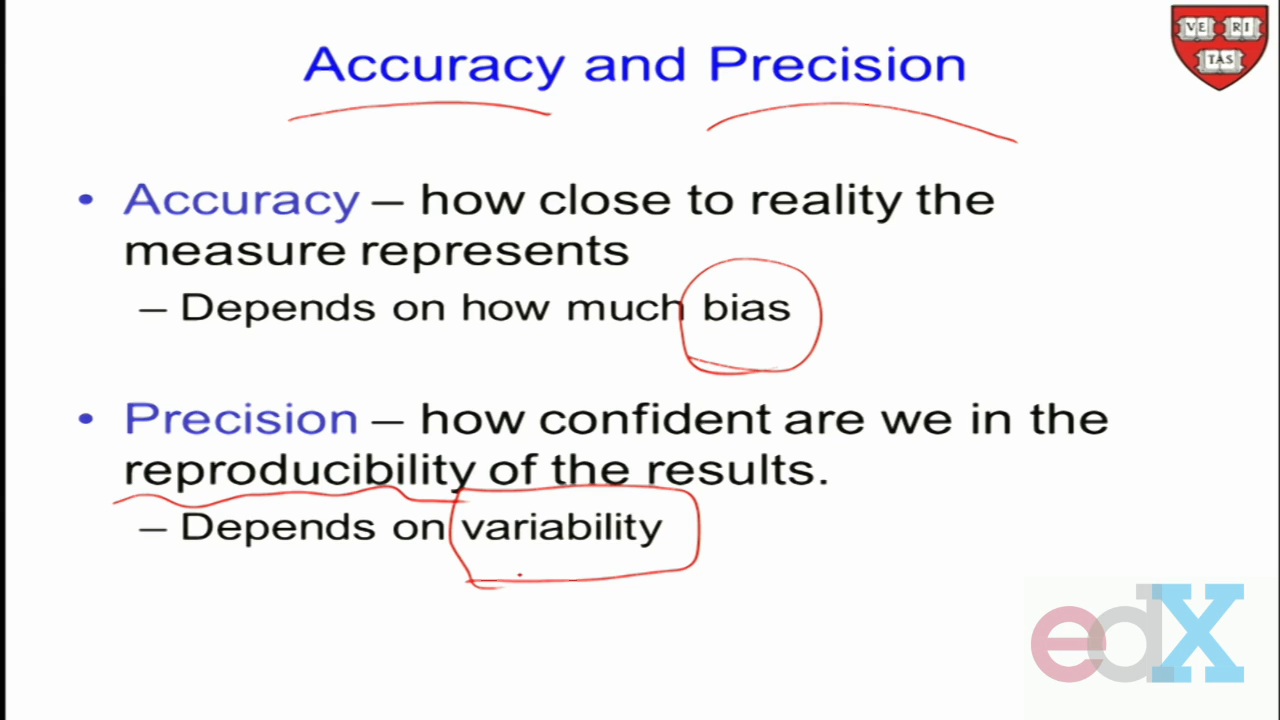 VE RI
TAS
Accuracy and Precision
• Accuracy – how close to reality the
measure represents
– Depends on how much bias
• Precision – how confident are we in the
reproducibility of the results.
– Depends on variability
edX